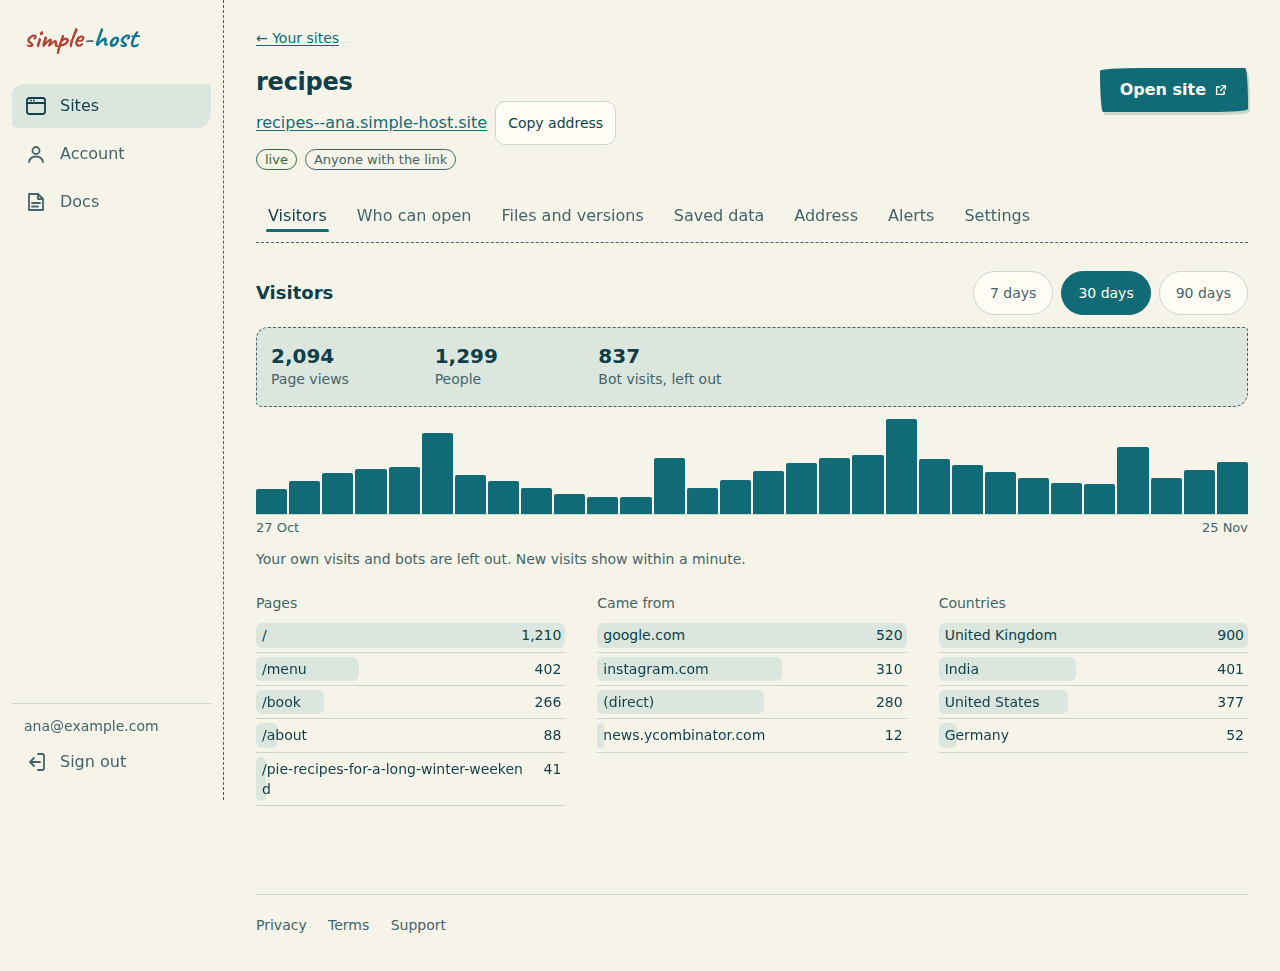 simple-host
Sites
Account
Docs
ana@example.com
Sign out
← Your sites
recipes
Open site
recipes--ana.simple-host.site Copy address
live Anyone with the link
Visitors Who can open Files and versions Saved data Address Alerts Settings
Visitors 7 days 30 days 90 days
2,094 1,299 837
Page views People Bot visits, left out
27 Oct 25 Nov
Your own visits and bots are left out. New visits show within a minute.
Pages
/ 1,210
/menu 402
/book 266
/about 88
/pie-recipes-for-a-long-winter-weeken 41
d
Came from
google.com 520
instagram.com 310
(direct) 280
news.ycombinator.com 12
Countries
United Kingdom 900
India 401
United States 377
Germany 52
Privacy Terms Support